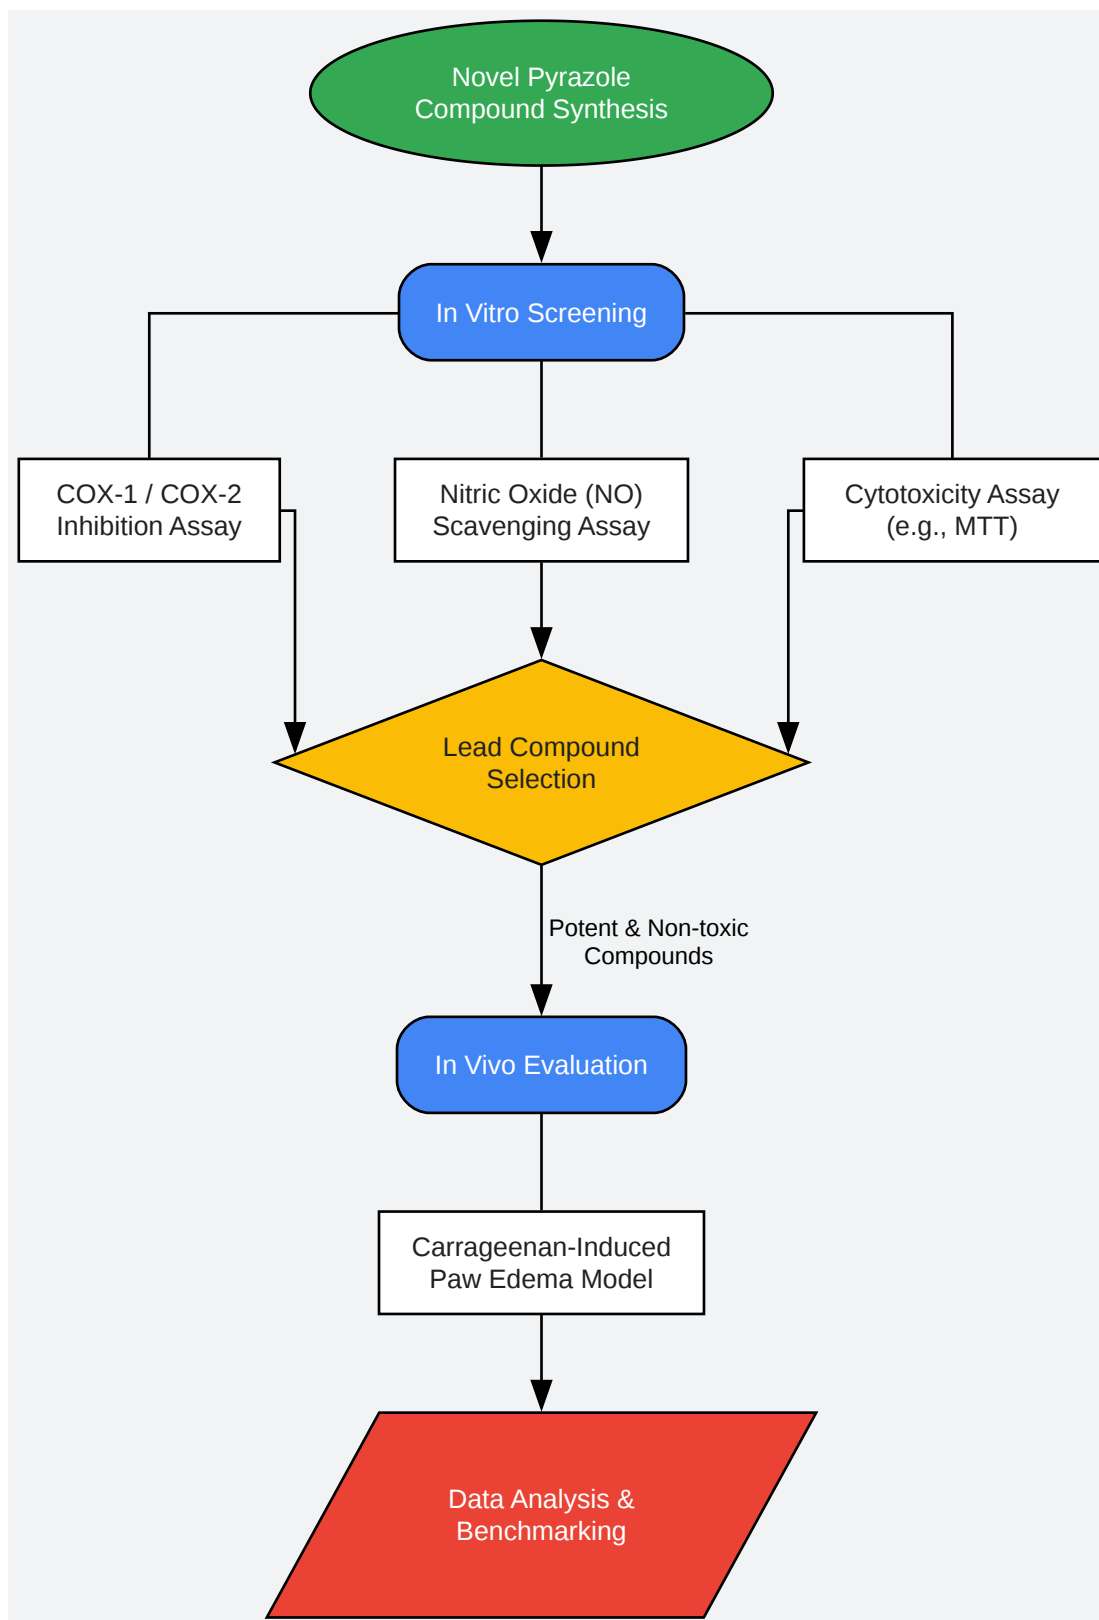 Novel Pyrazole
Compound Synthesis
In Vitro Screening
COX-1 / COX-2
Inhibition Assay
Nitric Oxide (NO)
Scavenging Assay
Cytotoxicity Assay
(e.g., MTT)
Lead Compound
Selection
Potent & Non-toxic
Compounds
In Vivo Evaluation
Carrageenan-Induced
Paw Edema Model
Data Analysis &
Benchmarking